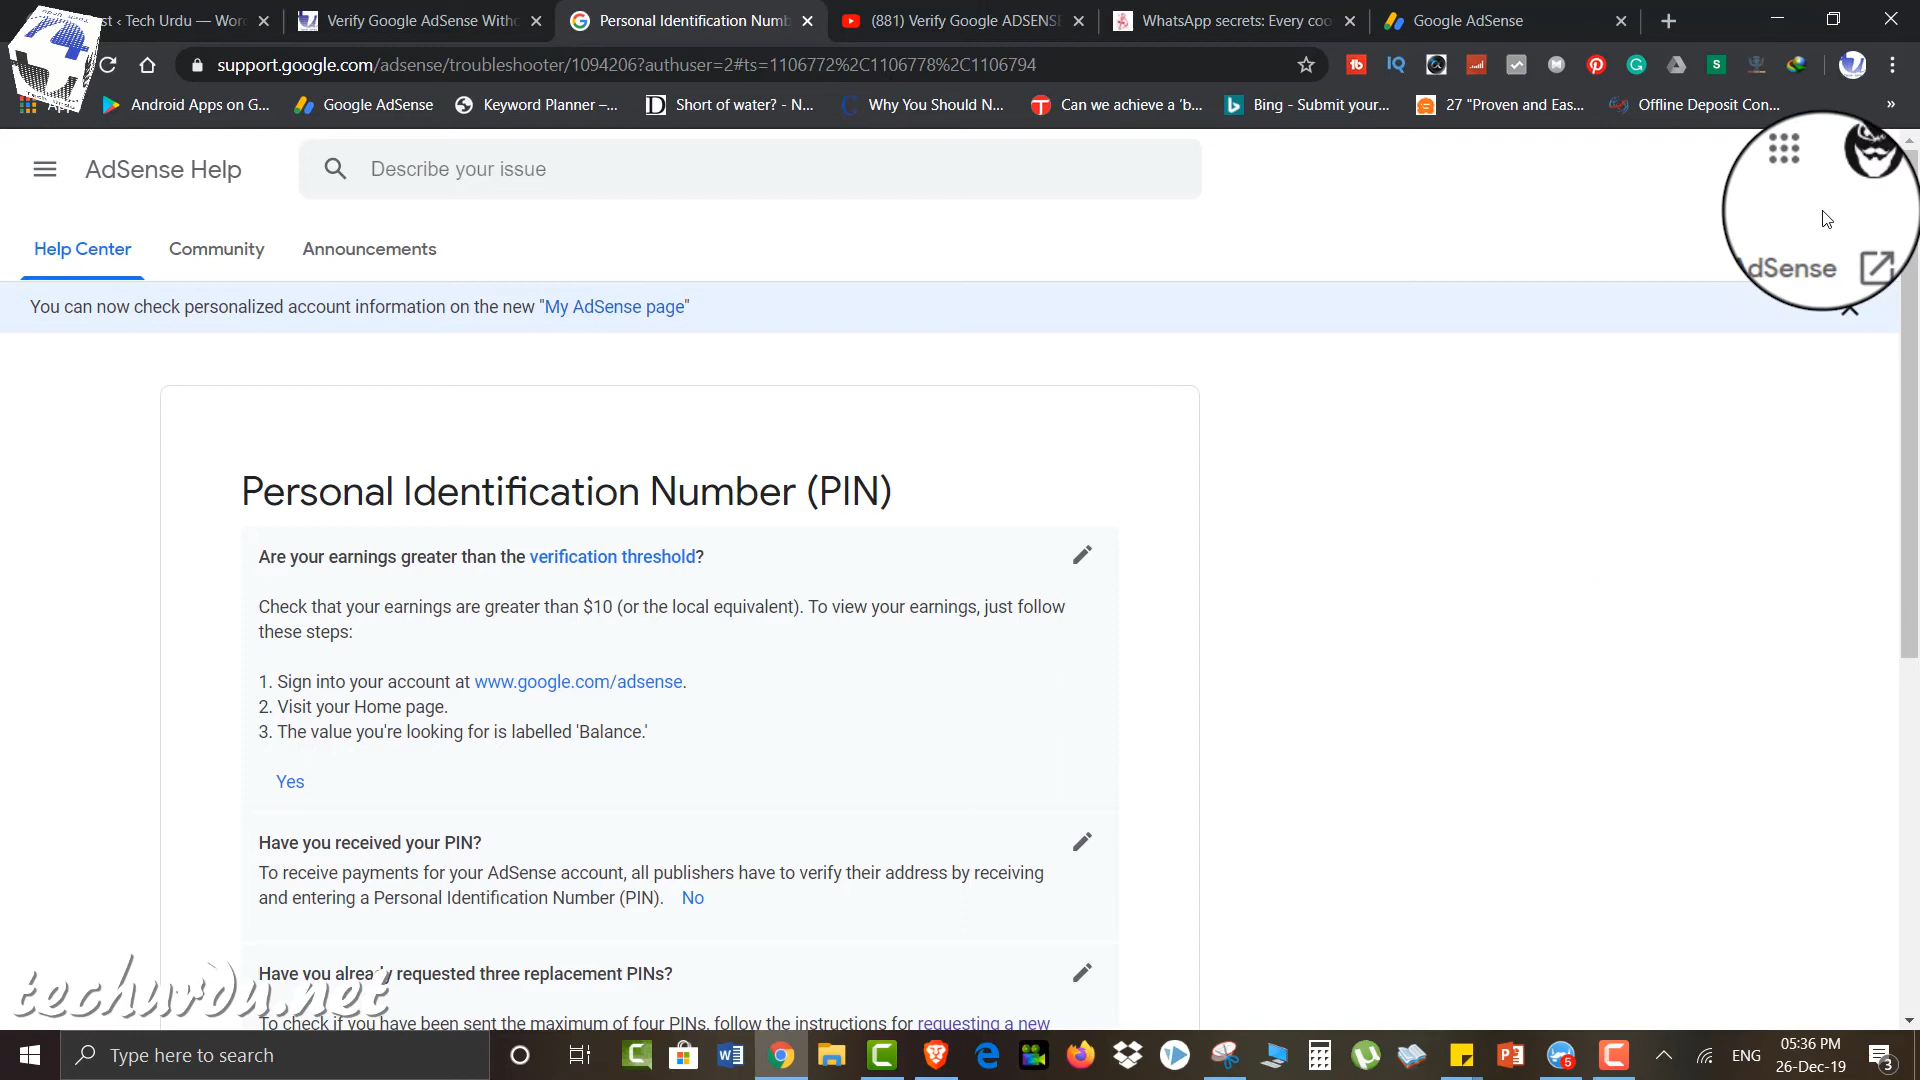 st ‹ Tech Urdu — Wor
Verify Google AdSense Witho
Personal Identification Numb
(881) Verify Google ADSENSE
WhatsApp secrets: Every coo
Google AdSense
support.google.com/adsense/troubleshooter/1094206?authuser=2#ts=1106772%2C1106778%2C1106794
Android Apps on G...
Google AdSense
Keyword Planner –...
Short of water? - N...
Why You Should N...
Can we achieve a 'b...
Bing - Submit your...
27 "Proven and Eas...
Offline Deposit Con...
»
AdSense Help
Describe your issue
Help Center
Community
Announcements
AdSense
You can now check personalized account information on the new "My AdSense page"
Personal Identification Number (PIN)
Are your earnings greater than the verification threshold?
Check that your earnings are greater than $10 (or the local equivalent). To view your earnings, just follow
these steps:
1. Sign into your account at www.google.com/adsense.
2. Visit your Home page.
3. The value you're looking for is labelled 'Balance.'
Yes
Have you received your PIN?
To receive payments for your AdSense account, all publishers have to verify their address by receiving
and entering a Personal Identification Number (PIN). No
Have you already requested three replacement PINs?
To check if you have been sent the maximum of four PINs, follow the instructions for requesting a new
techurdu.net
Type here to search
5
ENG
05:36 PM
26-Dec-19
3